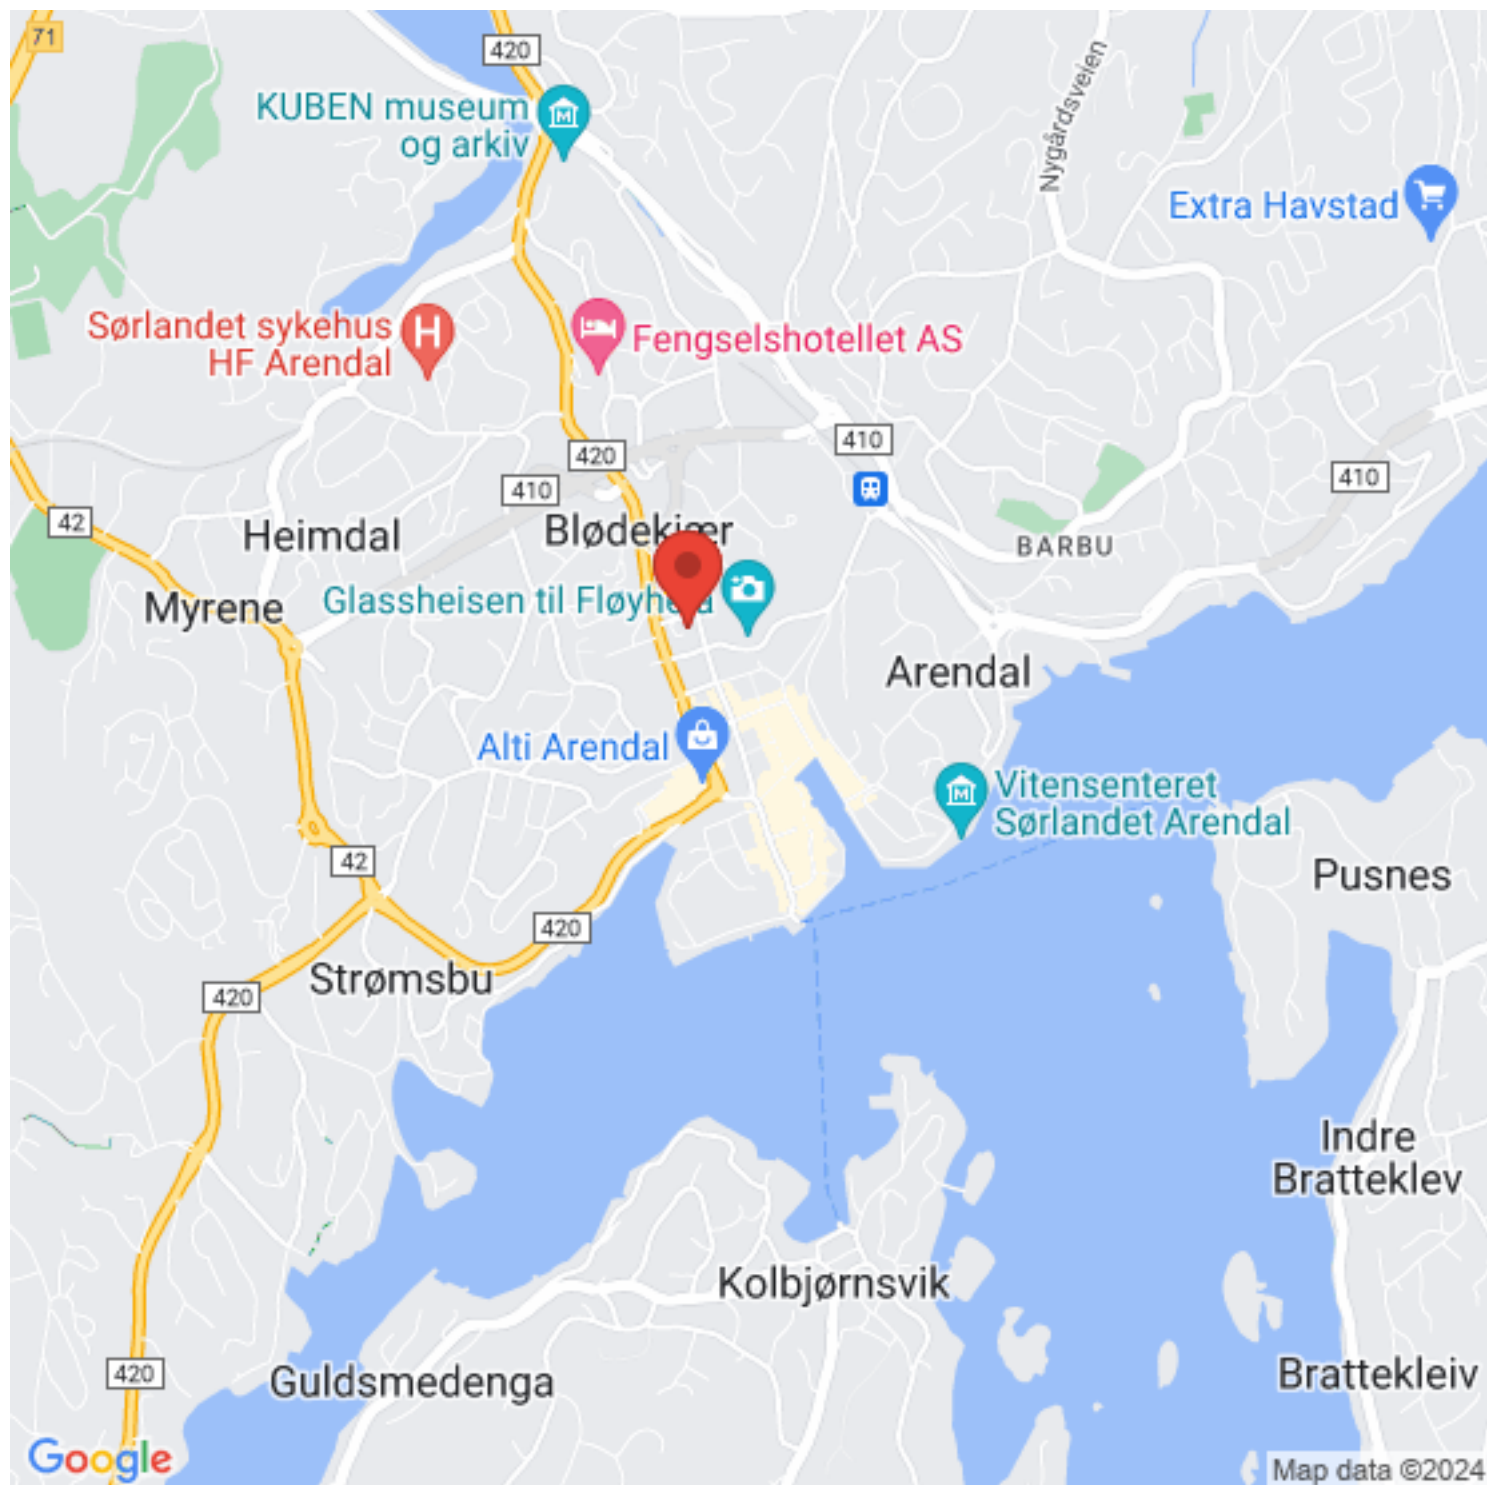 71
420
KUBEN museum
og arkiv
Nygårdsveien
Extra Havstad
Sørlandet sykehus
HF Arendal
Fengselshotellet AS
410
420
410
410
42
Heimdal
Blødekjær
BARBU
Myrene
Glassheisen til
Arendal
Alti Arendal
Vitensenteret
Sørlandet Arendal
42
Pusnes
420
Strømsbu
420
Indre
Bratteklev
Kolbjørnsvik
420
Guldsmedenga
Brattekleiv
Google
Map data ©2024